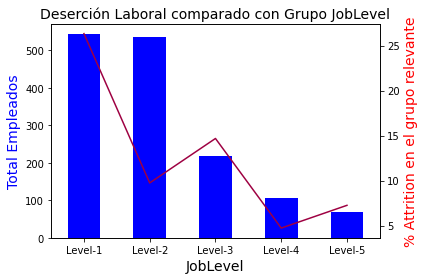 Deserción Laboral comparado con Grupo JobLevel
Total Empleados
500
400
300
200
100
0
25
20
15
10
5
% Attrition en el grupo relevante
Level-1 Level-2 Level-3 Level-4 Level-5
JobLevel